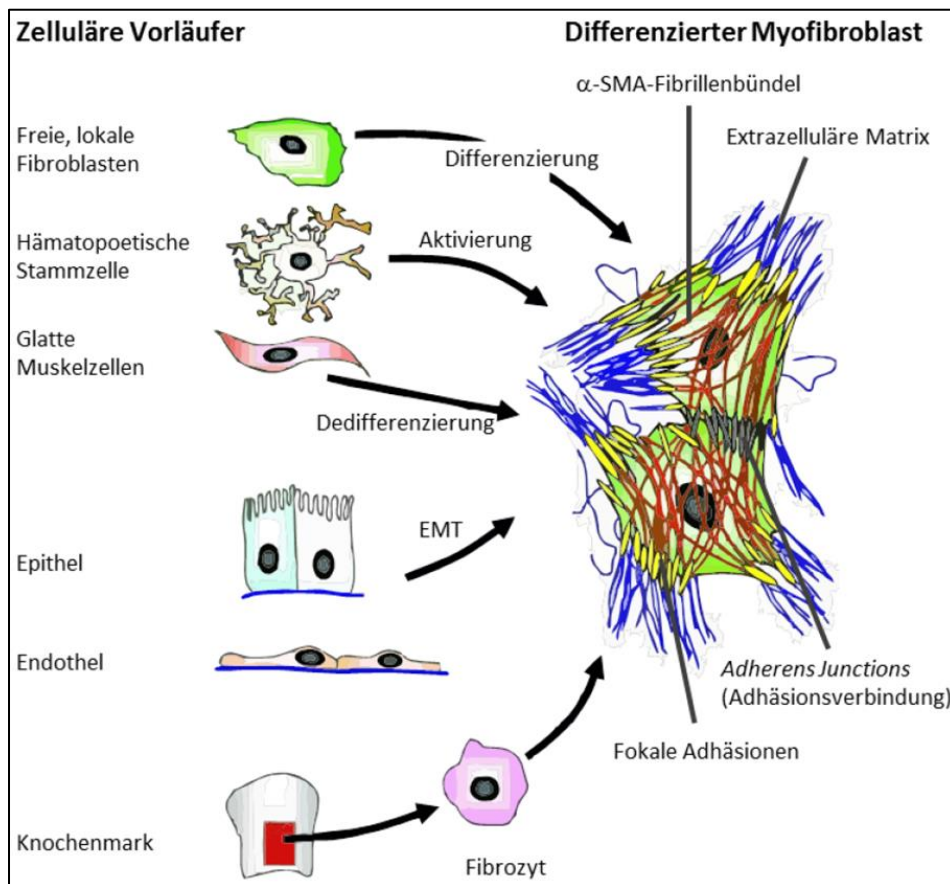 Zelluläre Vorläufer
Differenzierter Myofibroblast
α-SMA-Fibrillenbündel
Extrazelluläre Matrix
Freie, lokale
Fibroblasten
Differenzierung
Hämatopoetische
Stammzelle
Aktivierung
Glatte
Muskelzellen
Dedifferenzierung
EMT
Epithel
Endothel
Adherens Junctions
(Adhäsionsverbindung)
Fokale Adhäsionen
Knochenmark
Fibrozyt